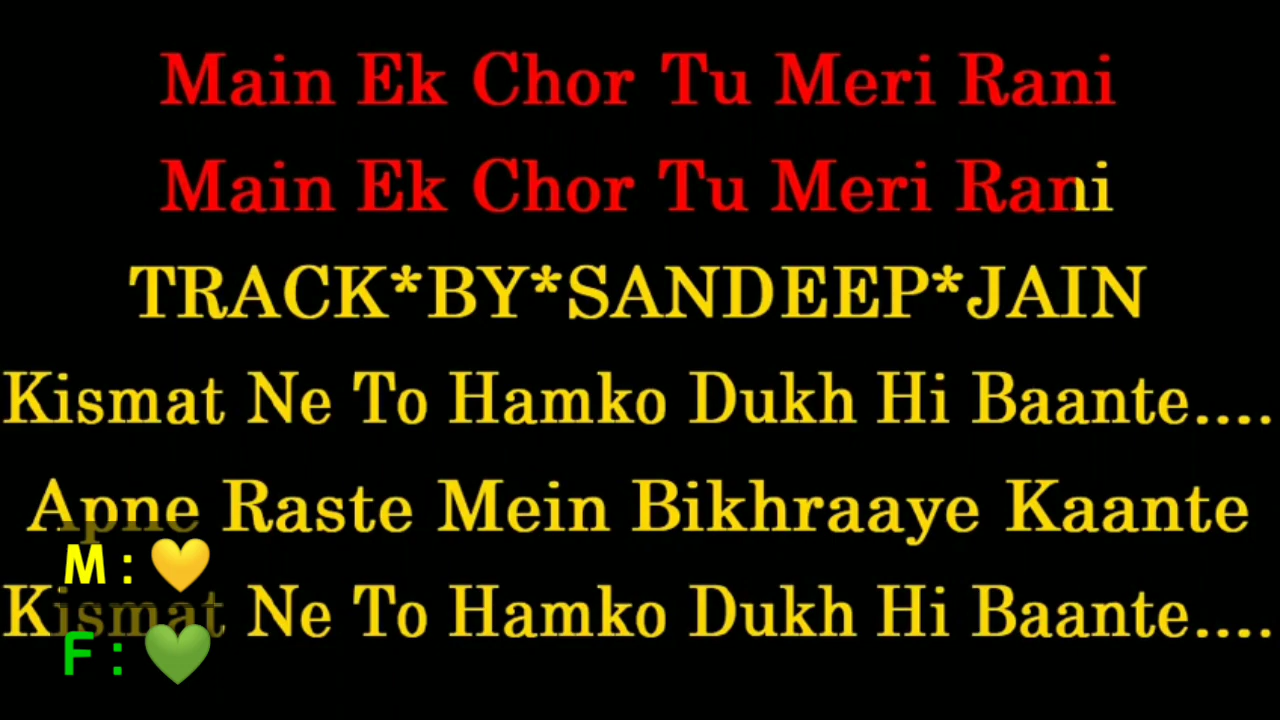 Main Ek Chor Tu Meri Rani
Main Ek Chor Tu Meri Rani
TRACK*BY*SANDEEP*JAIN
Kismat Ne To Hamko Dukh Hi Baante....
Apne Raste Mein Bikhraaye Kaante
M : 💛
Kismat Ne To Hamko Dukh Hi Baante....
F : 💚